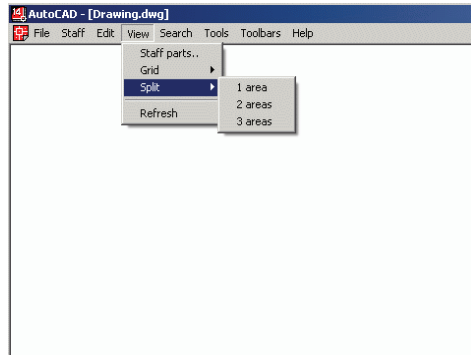 14 AutoCAD - [Drawing.dwg]
File Staff Edit View Search Tools Toolbars Help
Staff parts..
Grid
Split
1 area
2 areas
3 areas
Refresh